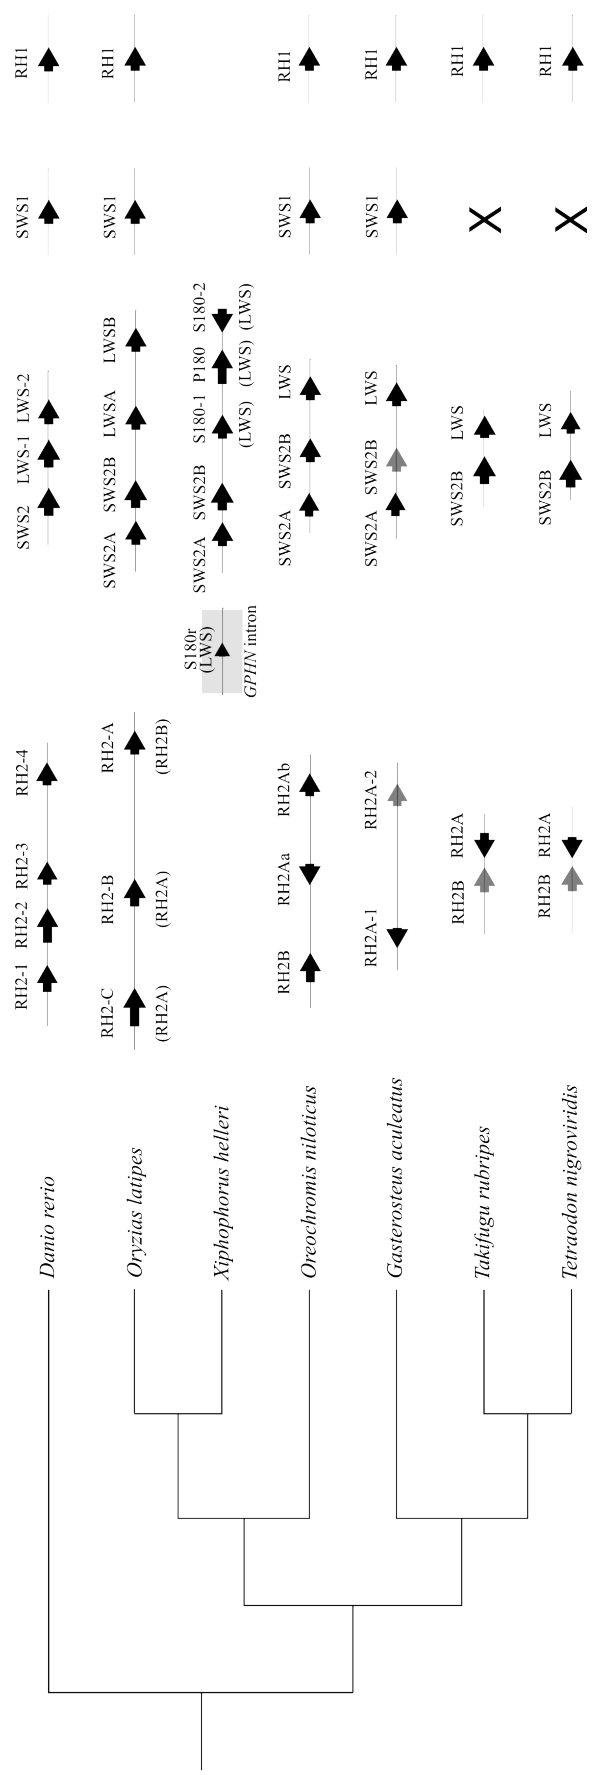 Danio rerio
RH2-1
RH2-2
RH2-3
RH2-4
SWS2
LWS-1
LWS-2
SWS1
RH1
Oryzias latipes
RH2-C
(RH2A)
RH2-B
(RH2A)
RH2-A
(RH2B)
SWS2A
SWS2B
LWSA
LWSB
SWS1
RH1
Xiphophorus helleri
S180r
(LWS)
GPHN intron
SWS2A
SWS2B
S180-1
(LWS)
P180
(LWS)
S180-2
(LWS)
Oreochromis niloticus
RH2B
RH2Aa
RH2Ab
SWS2A
SWS2B
LWS
SWS1
RH1
Gasterosteus aculeatus
RH2A-1
RH2A-2
SWS2A
SWS2B
LWS
SWS1
RH1
Takifugu rubripes
RH2B
RH2A
SWS2B
LWS
X
RH1
Tetraodon nigroviridis
RH2B
RH2A
SWS2B
LWS
X
RH1